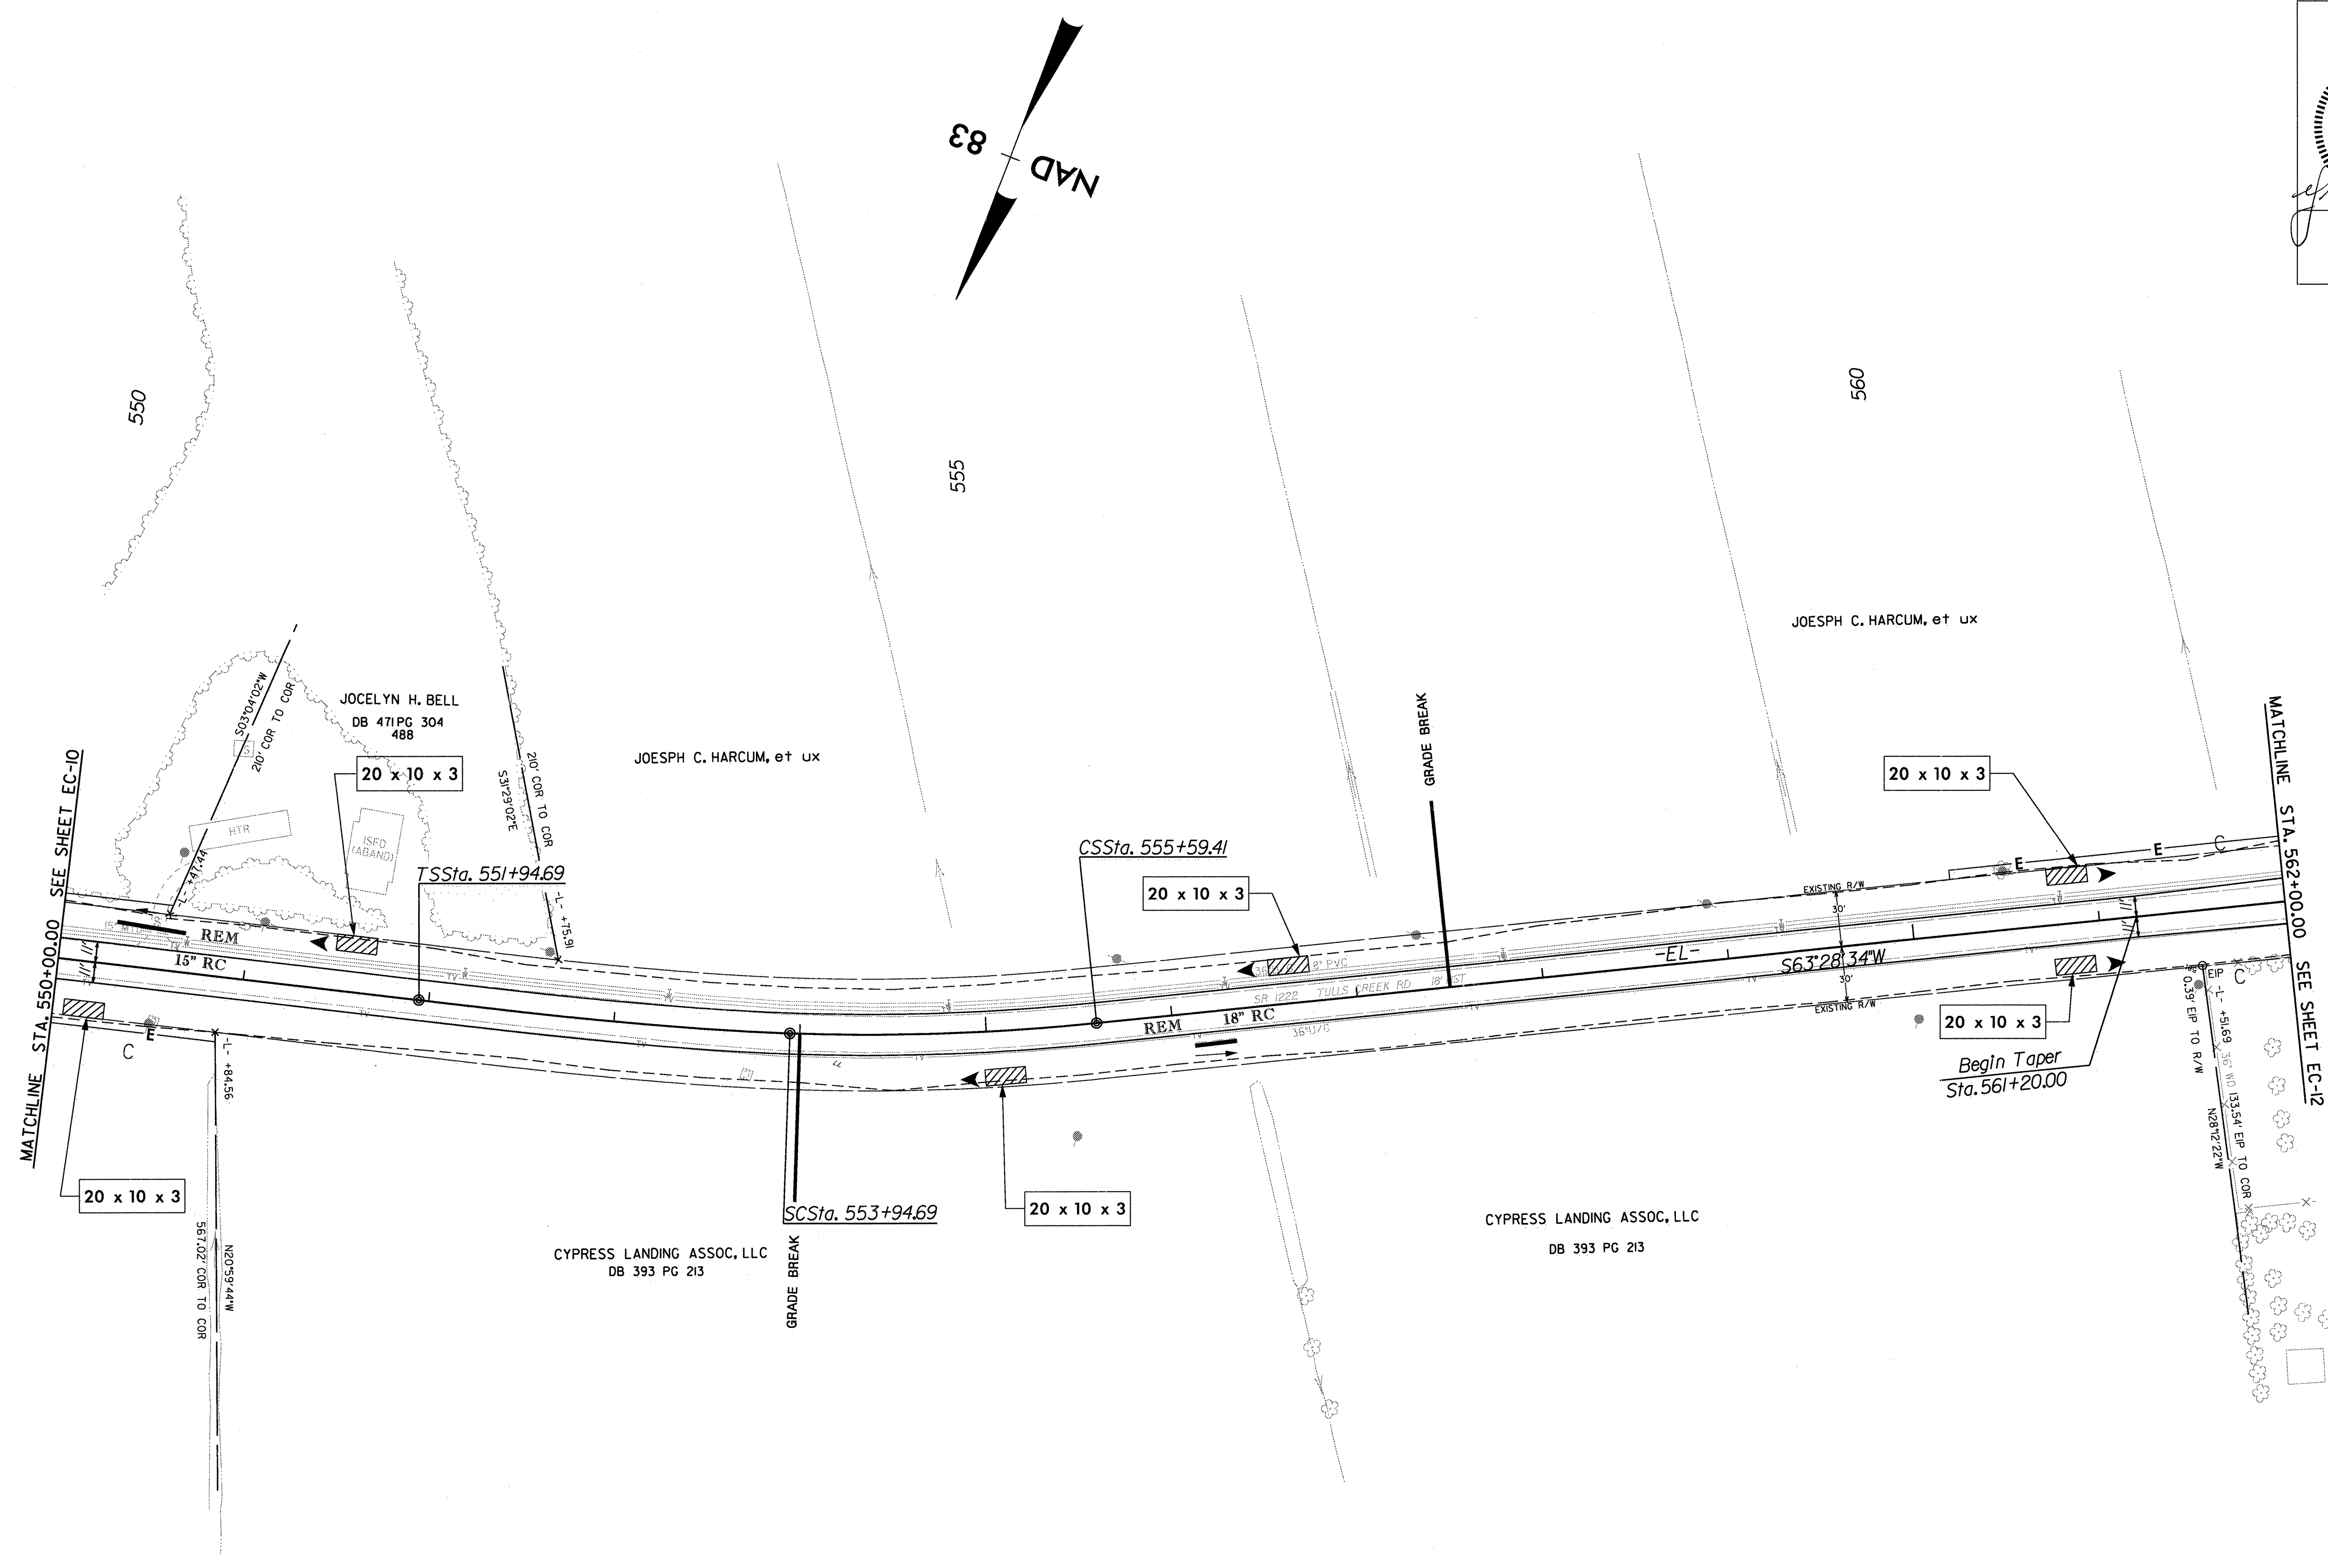 83
NAD
550
555
560
JOESPH C. HARCUM, et ux
S03°04'02"W
210' COR TO COR
JOCELYN H. BELL
DB 471 PG 304
488
20 x 10 x 3
210' COR TO COR
S31°29'02"E
JOESPH C. HARCUM, et ux
GRADE BREAK
20 x 10 x 3
MATCHLINE STA. 550+00.00 SEE SHEET EC-10
MATCHLINE STA. 562+00.00 SEE SHEET EC-12
HTR
ISFD
(ABAND)
S
-L- +47.44
TSSta. 551+94.69
-L- +75.91
CSSta. 555+59.41
20 x 10 x 3
EXISTING R/W
30'
E
E
C
REM
15" RC
-EL-
S63°28'34"W
SR 1222 TULLS CREEK RD 18' BST
REM
18" RC
36" U/C
30'
EXISTING R/W
E
C
-L- +84.56
20 x 10 x 3
Begin Taper
Sta. 561+20.00
EIP
C
0.39' EIP TO R/W
-L- +51.69
36" WD
133.54' EIP TO COR
N28°12'22"W
20 x 10 x 3
20 x 10 x 3
SCSta. 553+94.69
GRADE BREAK
CYPRESS LANDING ASSOC, LLC
DB 393 PG 213
CYPRESS LANDING ASSOC, LLC
DB 393 PG 213
567.02' COR TO COR
N20°59'44"W